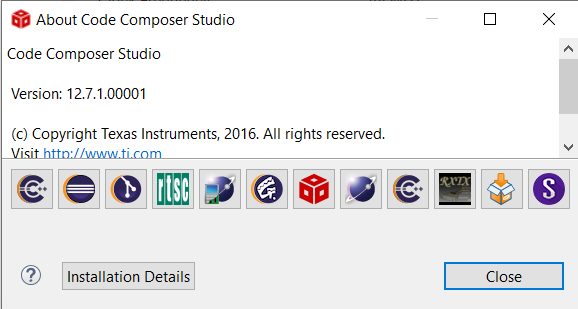 About Code Composer Studio
Code Composer Studio
Version: 12.7.1.00001
(c) Copyright Texas Instruments, 2016. All rights reserved.
Visit http://www.ti.com
rtsc
RXTX
S
?
Installation Details
Close